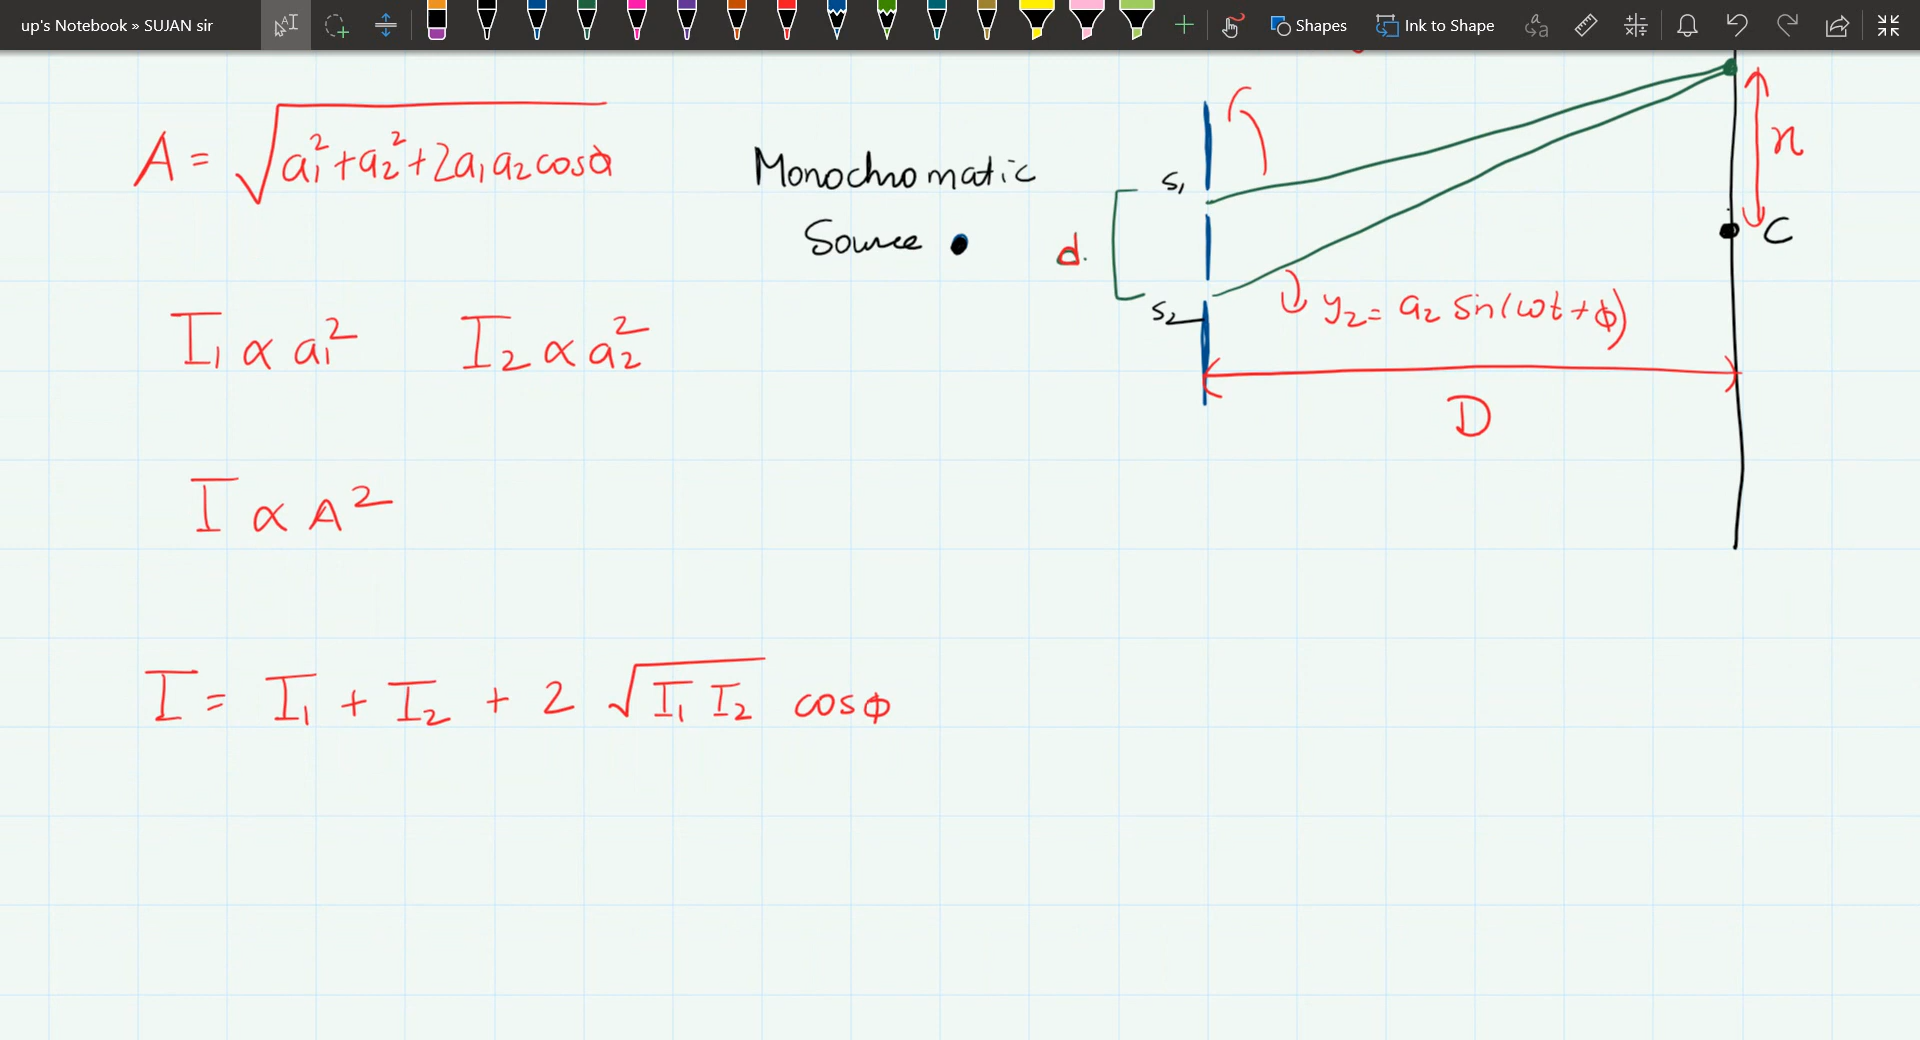 up's Notebook » SUJAN sir
Shapes
Ink to Shape
A = √a₁²+a₂²+2a₁a₂cosϕ
Monochromatic
Source
S₁
S₂
d.
x
C
y₂= a₂ sin(ωt+ϕ)
D
I₁ ∝ a₁²
I₂ ∝ a₂²
I ∝ A²
I = I₁ + I₂ + 2 √I₁ I₂ cosϕ